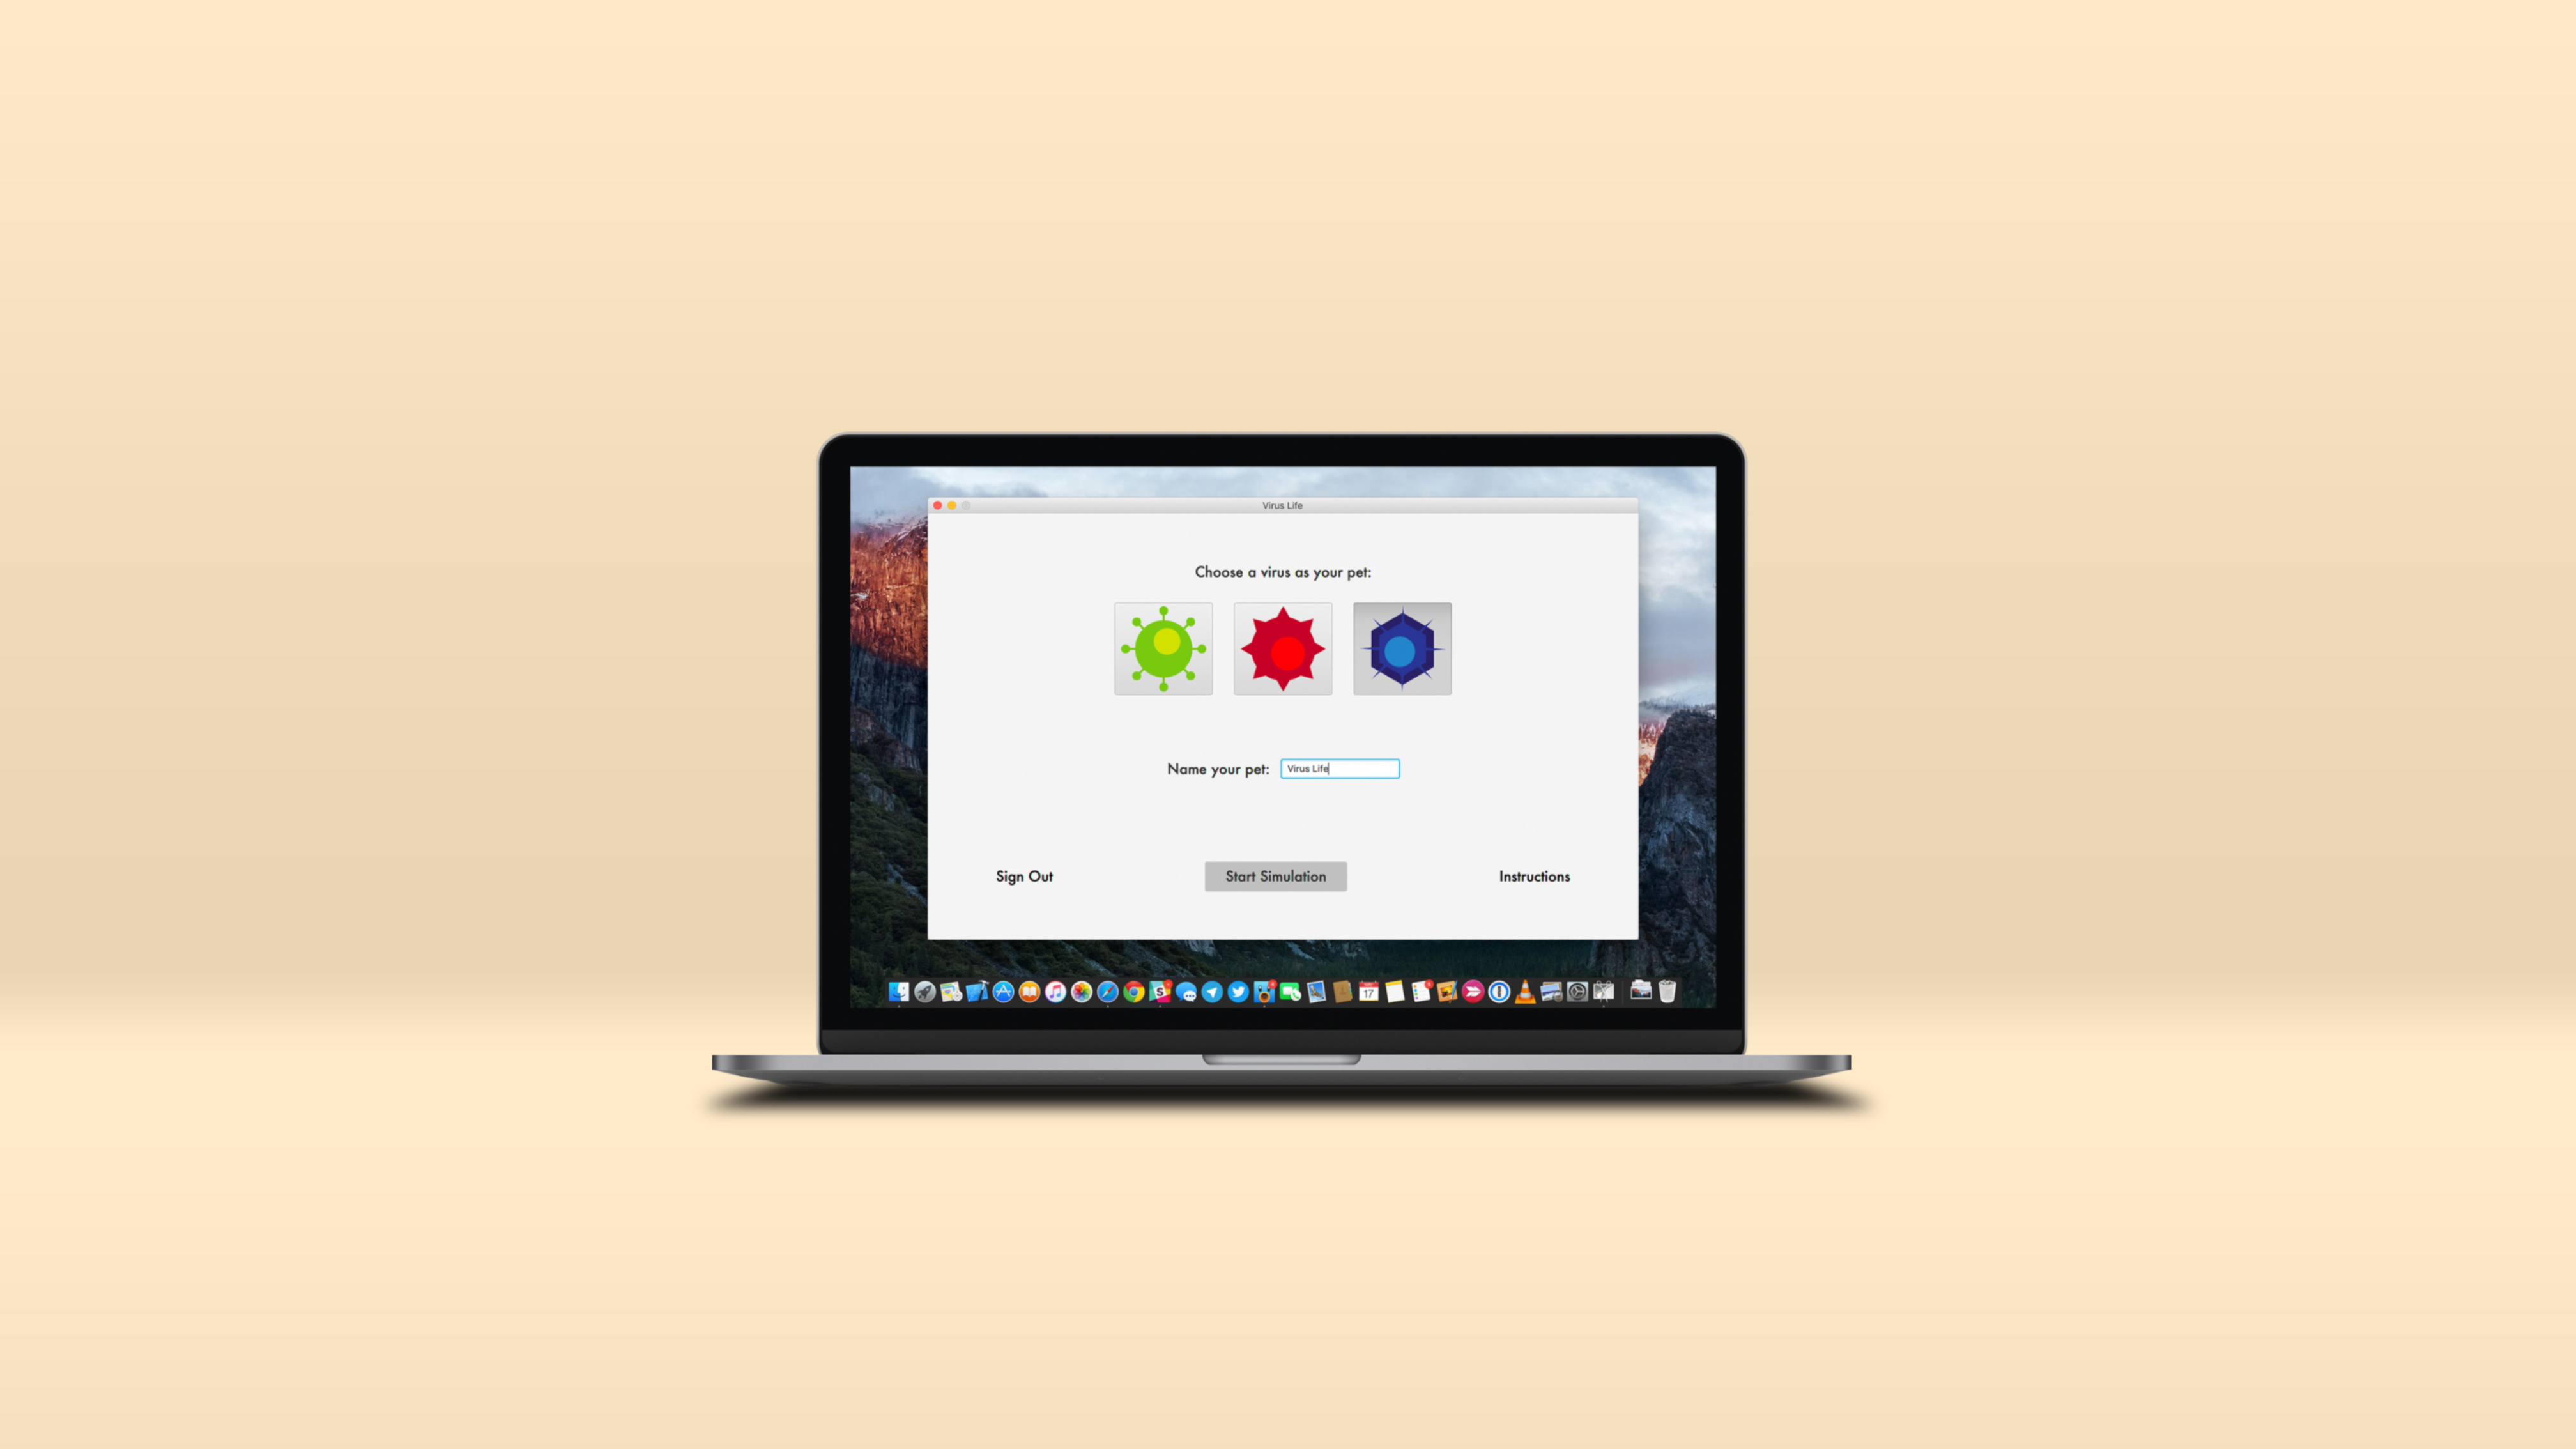 Virus Life
Choose a virus as your pet:
Name your pet: Virus Life
Sign Out Start Simulation Instructions
17